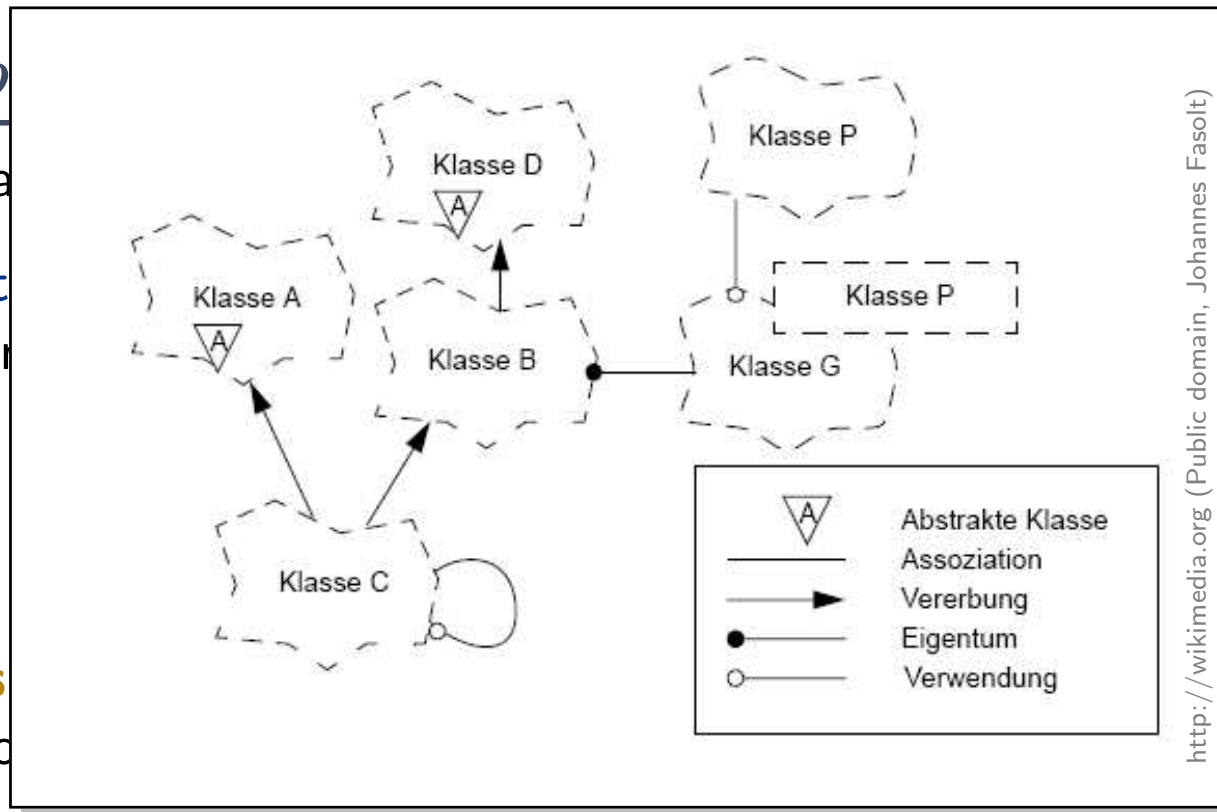 Klasse P
Klasse D
A
Klasse A
A
Klasse P
Klasse B
Klasse G
Klasse C
A
Abstrakte Klasse
Assoziation
Vererbung
Eigentum
Verwendung
http://wikimedia.org (Public domain, Johannes Fasolt)